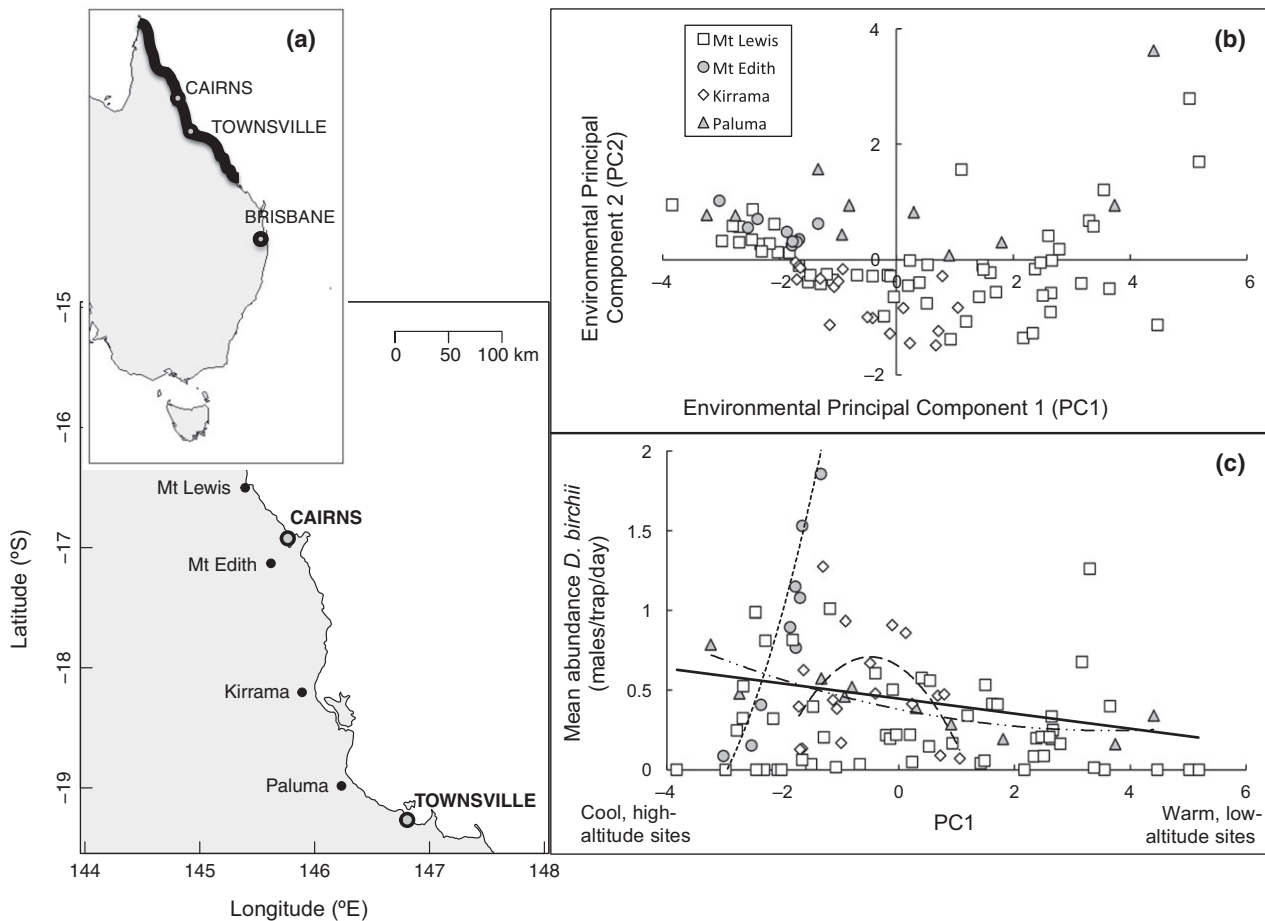 (a)
CAIRNS
TOWNSVILLE
BRISBANE
0 50 100 km
−15
−16
−17
−18
−19
Latitude (ºS)
Mt Lewis
CAIRNS
Mt Edith
Kirrama
Paluma
TOWNSVILLE
144 145 146 147 148
Longitude (ºE)
(b)
Mt Lewis
Mt Edith
Kirrama
Paluma
Environmental Principal
Component 2 (PC2)
4
2
0
−2
−4 −2 0 2 4 6
Environmental Principal Component 1 (PC1)
(c)
Mean abundance D. birchii
(males/trap/day)
2
1.5
1
0.5
0
−4 −2 0 2 4 6
Cool, high-
altitude sites
PC1
Warm, low-
altitude sites